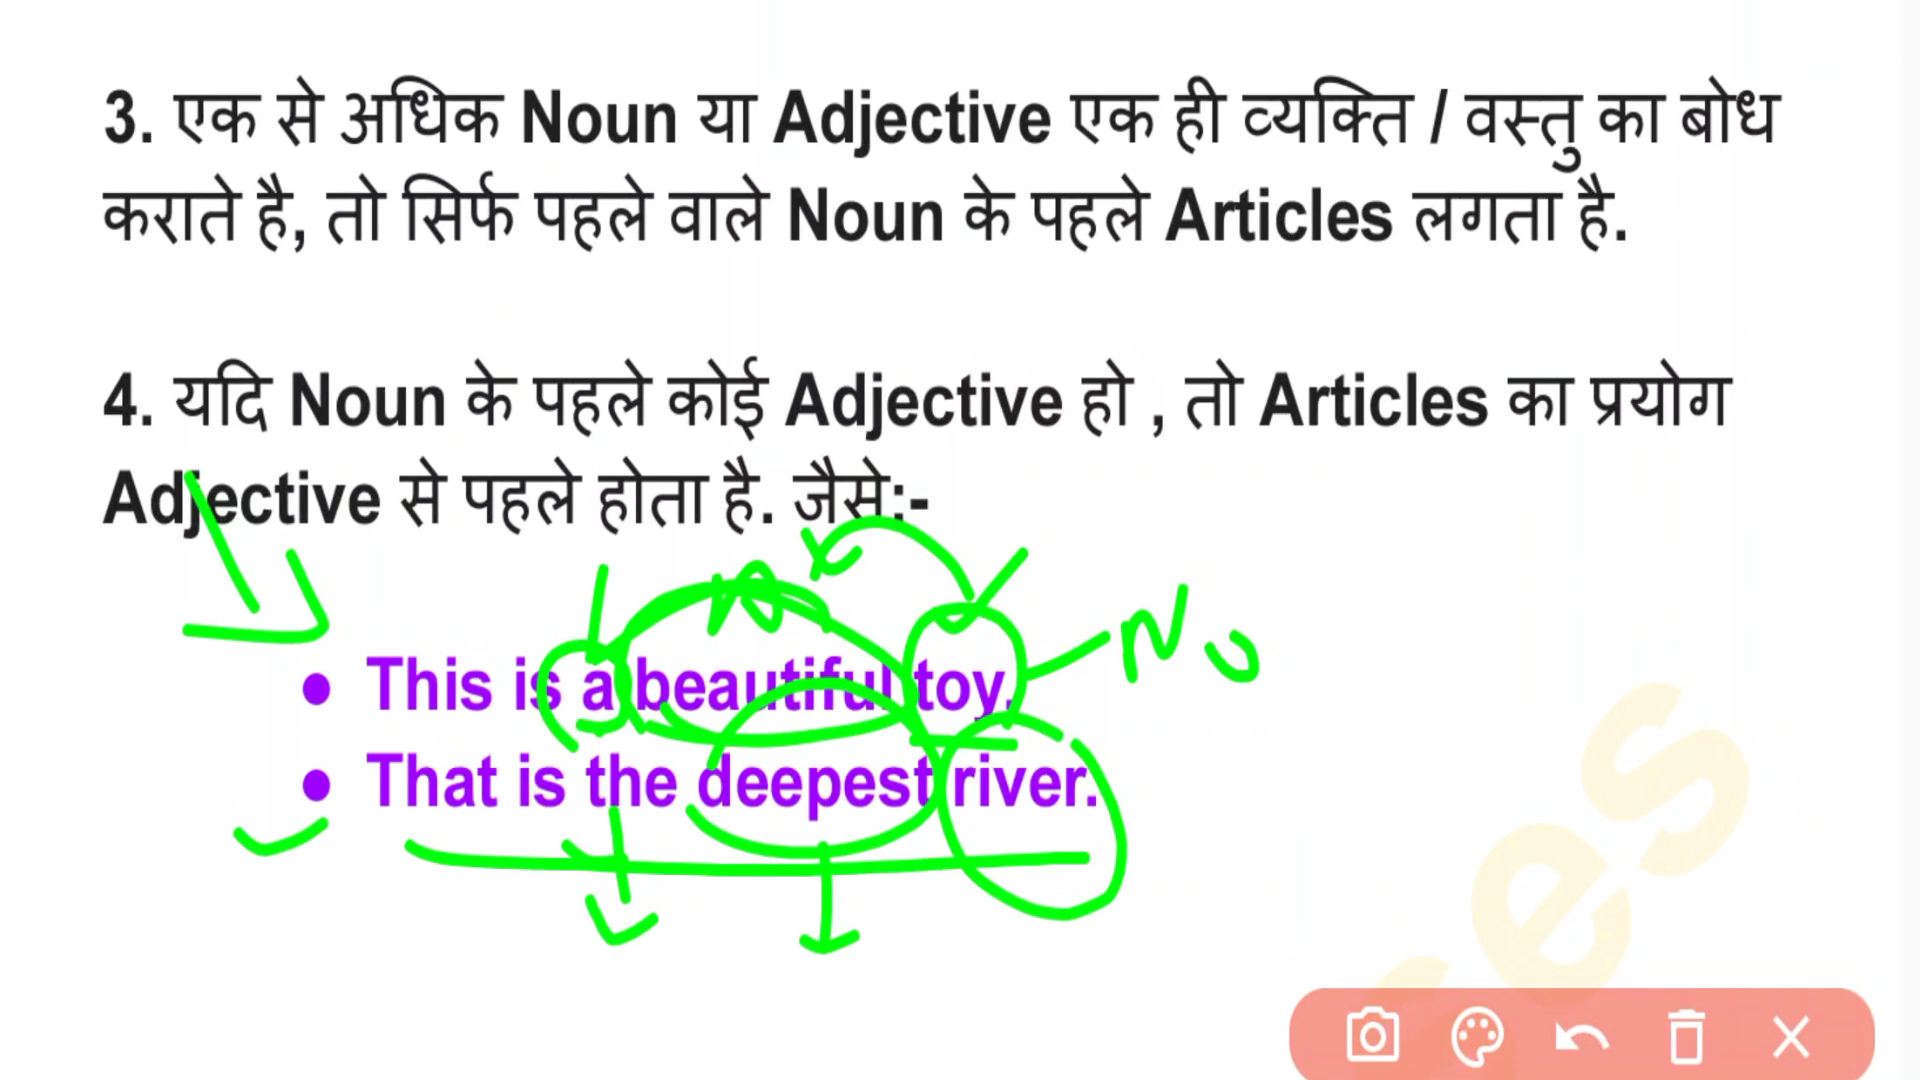 3. एक से अधिक Noun या Adjective एक ही व्यक्ति / वस्तु का बोध
कराते है, तो सिर्फ पहले वाले Noun के पहले Articles लगता है.
4. यदि Noun के पहले कोई Adjective हो , तो Articles का प्रयोग
Adjective से पहले होता है. जैसे:-
No
● This is a beautiful toy.
● That is the deepest river.